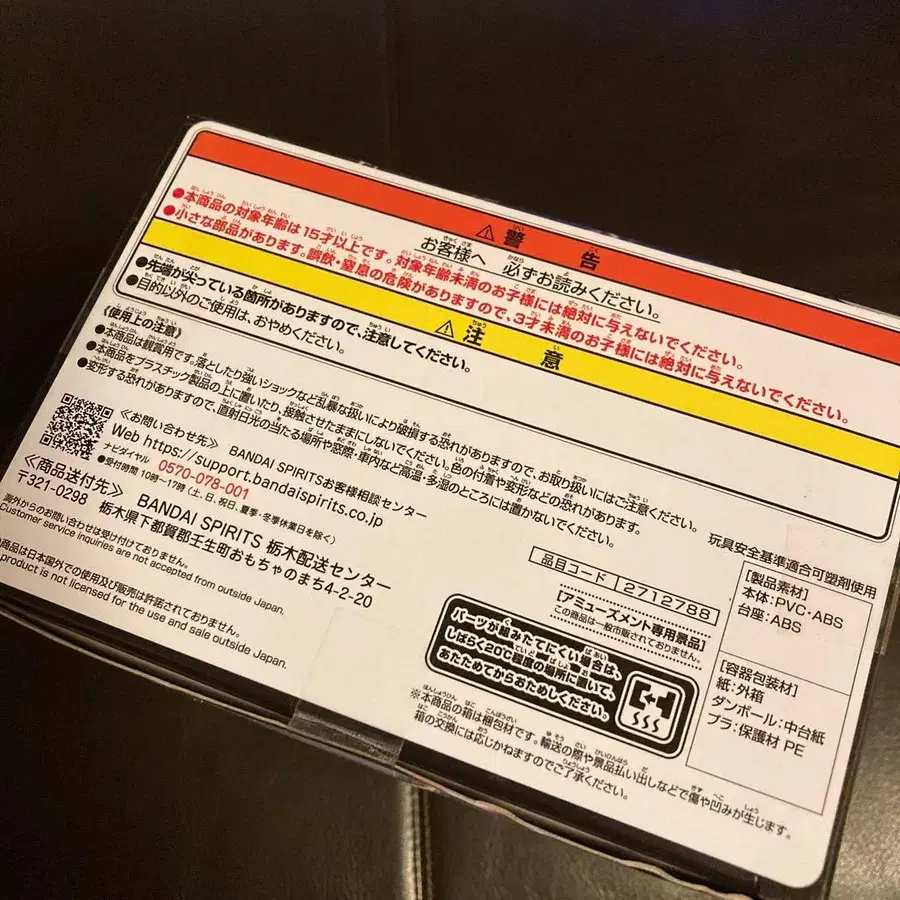 ⚠警告
お客様へ 必ずお読みください。
●本商品の対象年齢は15才以上です。対象年齢未満のお子様には絶対に与えないでください。
●小さな部品があります。誤飲・窒息の危険がありますので、3才未満のお子様には絶対に与えないでください。
⚠注意
●先端が尖っている箇所がありますので、注意してください。
●目的以外のご使用は、おやめください。
《使用上の注意》
●本商品は観賞用です。落としたり強いショックなど乱暴な扱いにより破損する恐れがありますので、お取り扱いにはご注意ください。
●本商品をプラスチック製品の上に置いたり、接触させたままにしないでください。色の付着や変形などの恐れがあります。
●変形する恐れがありますので、直射日光の当たる場所や窓際・車内など高温・多湿のところには置かないでください。
≪お問い合わせ先≫ BANDAI SPIRITSお客様相談センター
Web https://support.bandaispirits.co.jp
ナビダイヤル 0570-078-001
●受付時間 10時〜17時(土、日、祝日、夏季・冬季休業日を除く)
≪商品送付先≫ BANDAI SPIRITS 栃木配送センター
〒321-0298 栃木県下都賀郡壬生町おもちゃのまち4-2-20
海外からのお問い合わせは受け付けておりません。
Customer service inquiries are not accepted from outside Japan.
商品は日本国外での使用及び販売は許諾されておりません。
product is not licensed for the use and sale outside Japan.
玩具安全基準適合可塑剤使用
品目コード 2712788
[アミューズメント専用景品]
この商品は一般市販されておりません。
[製品素材]
本体:PVC・ABS
台座:ABS
[容器包装材]
紙:外箱
ダンボール:中台紙
プラ:保護材 PE
パーツが組みたてにくい場合は、
しばらく20℃程度の場所に置いて、
あたためてからおためしください。
※本商品の箱は梱包材です。輸送の際や景品払い出しなどで傷や凹みが生じます。
箱の交換には応じかねますのでご了承ください。